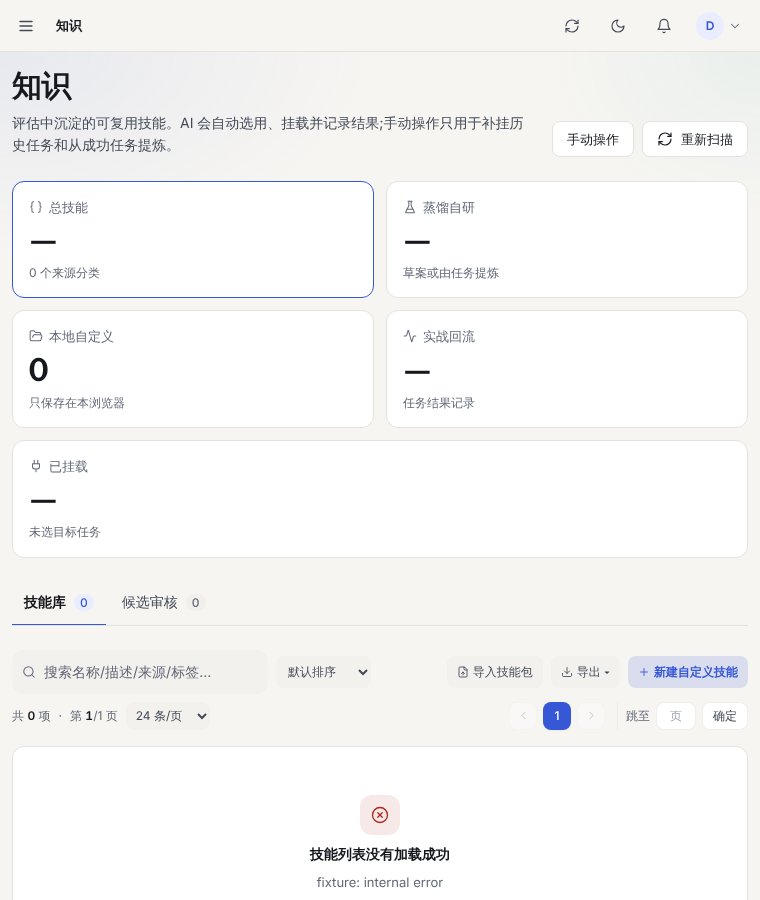 知识
D
知识
评估中沉淀的可复用技能。AI 会自动选用、挂载并记录结果;手动操作只用于补挂历
史任务和从成功任务提炼。
手动操作
重新扫描
总技能
—
0 个来源分类
蒸馏自研
—
草案或由任务提炼
本地自定义
0
只保存在本浏览器
实战回流
—
任务结果记录
已挂载
—
未选目标任务
技能库 0
候选审核 0
搜索名称/描述/来源/标签...
默认排序
导入技能包
导出
新建自定义技能
共 0 项 · 第 1/1 页
24 条/页
1
跳至
页
确定
技能列表没有加载成功
fixture: internal error